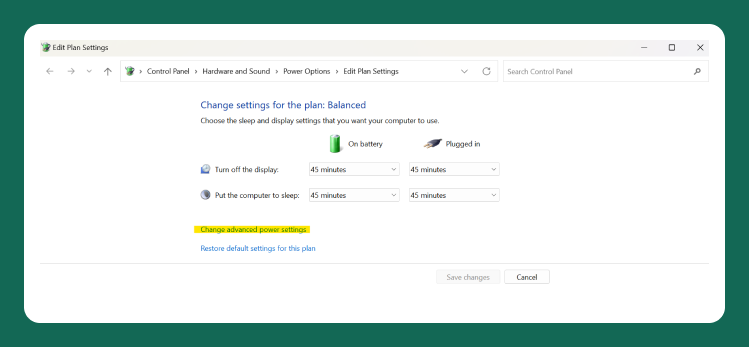 Edit Plan Settings
Control Panel > Hardware and Sound > Power Options > Edit Plan Settings
Search Control Panel
Change settings for the plan: Balanced
Choose the sleep and display settings that you want your computer to use.
On battery Plugged in
Turn off the display: 45 minutes 45 minutes
Put the computer to sleep: 45 minutes 45 minutes
Change advanced power settings
Restore default settings for this plan
Save changes Cancel